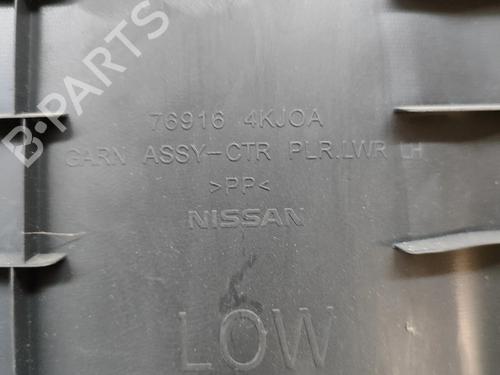 B·PARTS
76916 4KJ0A
GARN ASSY-CTR PLR.LWR LH
>PP<
NISSAN
LOW